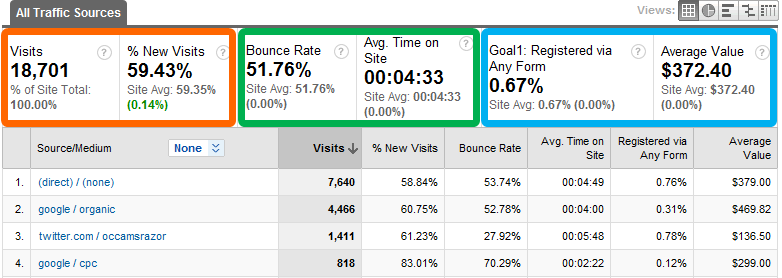 All Traffic Sources
Views:
Visits ?
18,701
% of Site Total:
100.00%
% New Visits ?
59.43%
Site Avg: 59.35%
(0.14%)
Bounce Rate ?
51.76%
Site Avg: 51.76%
(0.00%)
Avg. Time on ?
Site
00:04:33
Site Avg: 00:04:33
(0.00%)
Goal1: Registered via ?
Any Form
0.67%
Site Avg: 0.67% (0.00%)
Average Value ?
$372.40
Site Avg: $372.40
(0.00%)
Source/Medium None Visits % New Visits Bounce Rate Avg. Time on Site Registered via Any Form Average Value
1. (direct) / (none) 7,640 58.84% 53.74% 00:04:49 0.76% $379.00
2. google / organic 4,466 60.75% 52.78% 00:04:00 0.31% $469.82
3. twitter.com / occamsrazor 1,411 61.23% 27.92% 00:05:48 0.78% $136.50
4. google / cpc 818 83.01% 70.29% 00:02:22 0.12% $299.00